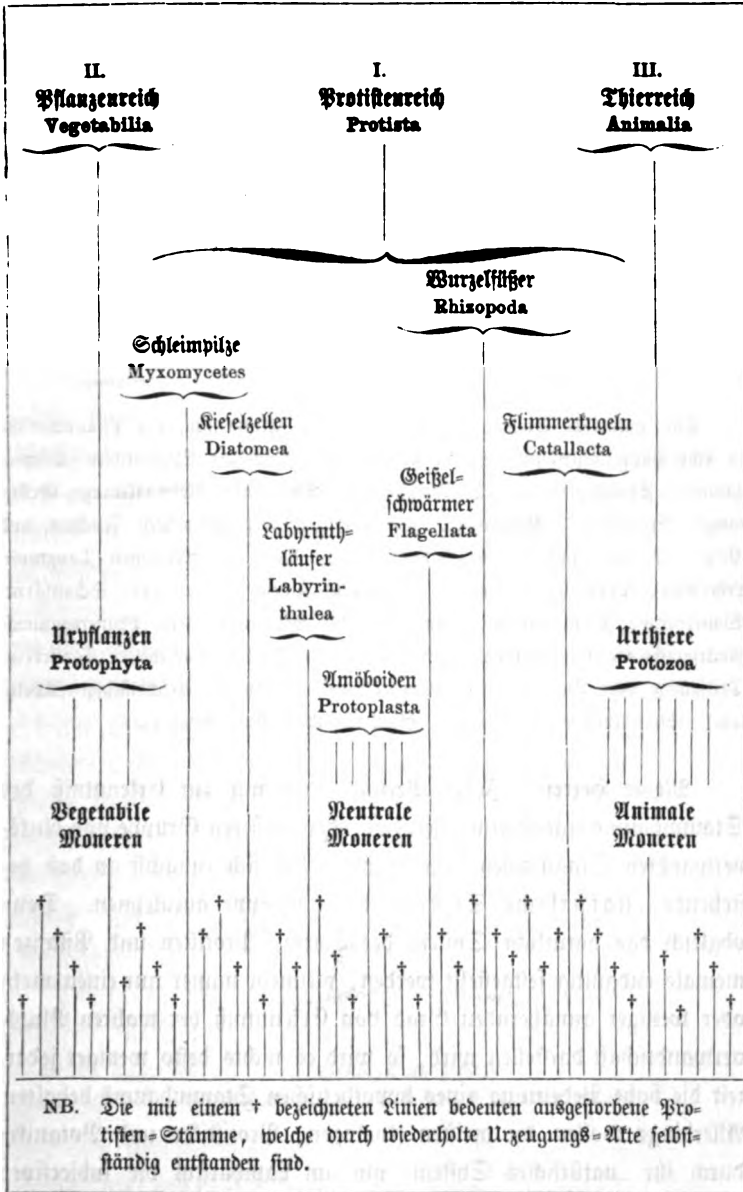 II.
Pflanzenreich
Vegetabilia
I.
Protistenreich
Protista
III.
Thierreich
Animalia
Wurzelfüßer
Rhizopoda
Schleimpilze
Myxomycetes
Kieselzellen
Diatomea
Flimmerkugeln
Catallacta
Geißel-
schwärmer
Flagellata
Labyrinth-
läufer
Labyrin-
thulea
Urpflanzen
Protophyta
Urthiere
Protozoa
Amöboiden
Protoplasta
Vegetabile
Moneren
Neutrale
Moneren
Animale
Moneren
NB. Die mit einem † bezeichneten Linien bedeuten ausgestorbene Pro-
tisten-Stämme, welche durch wiederholte Urzeugungs-Akte selbst-
ständig entstanden sind.